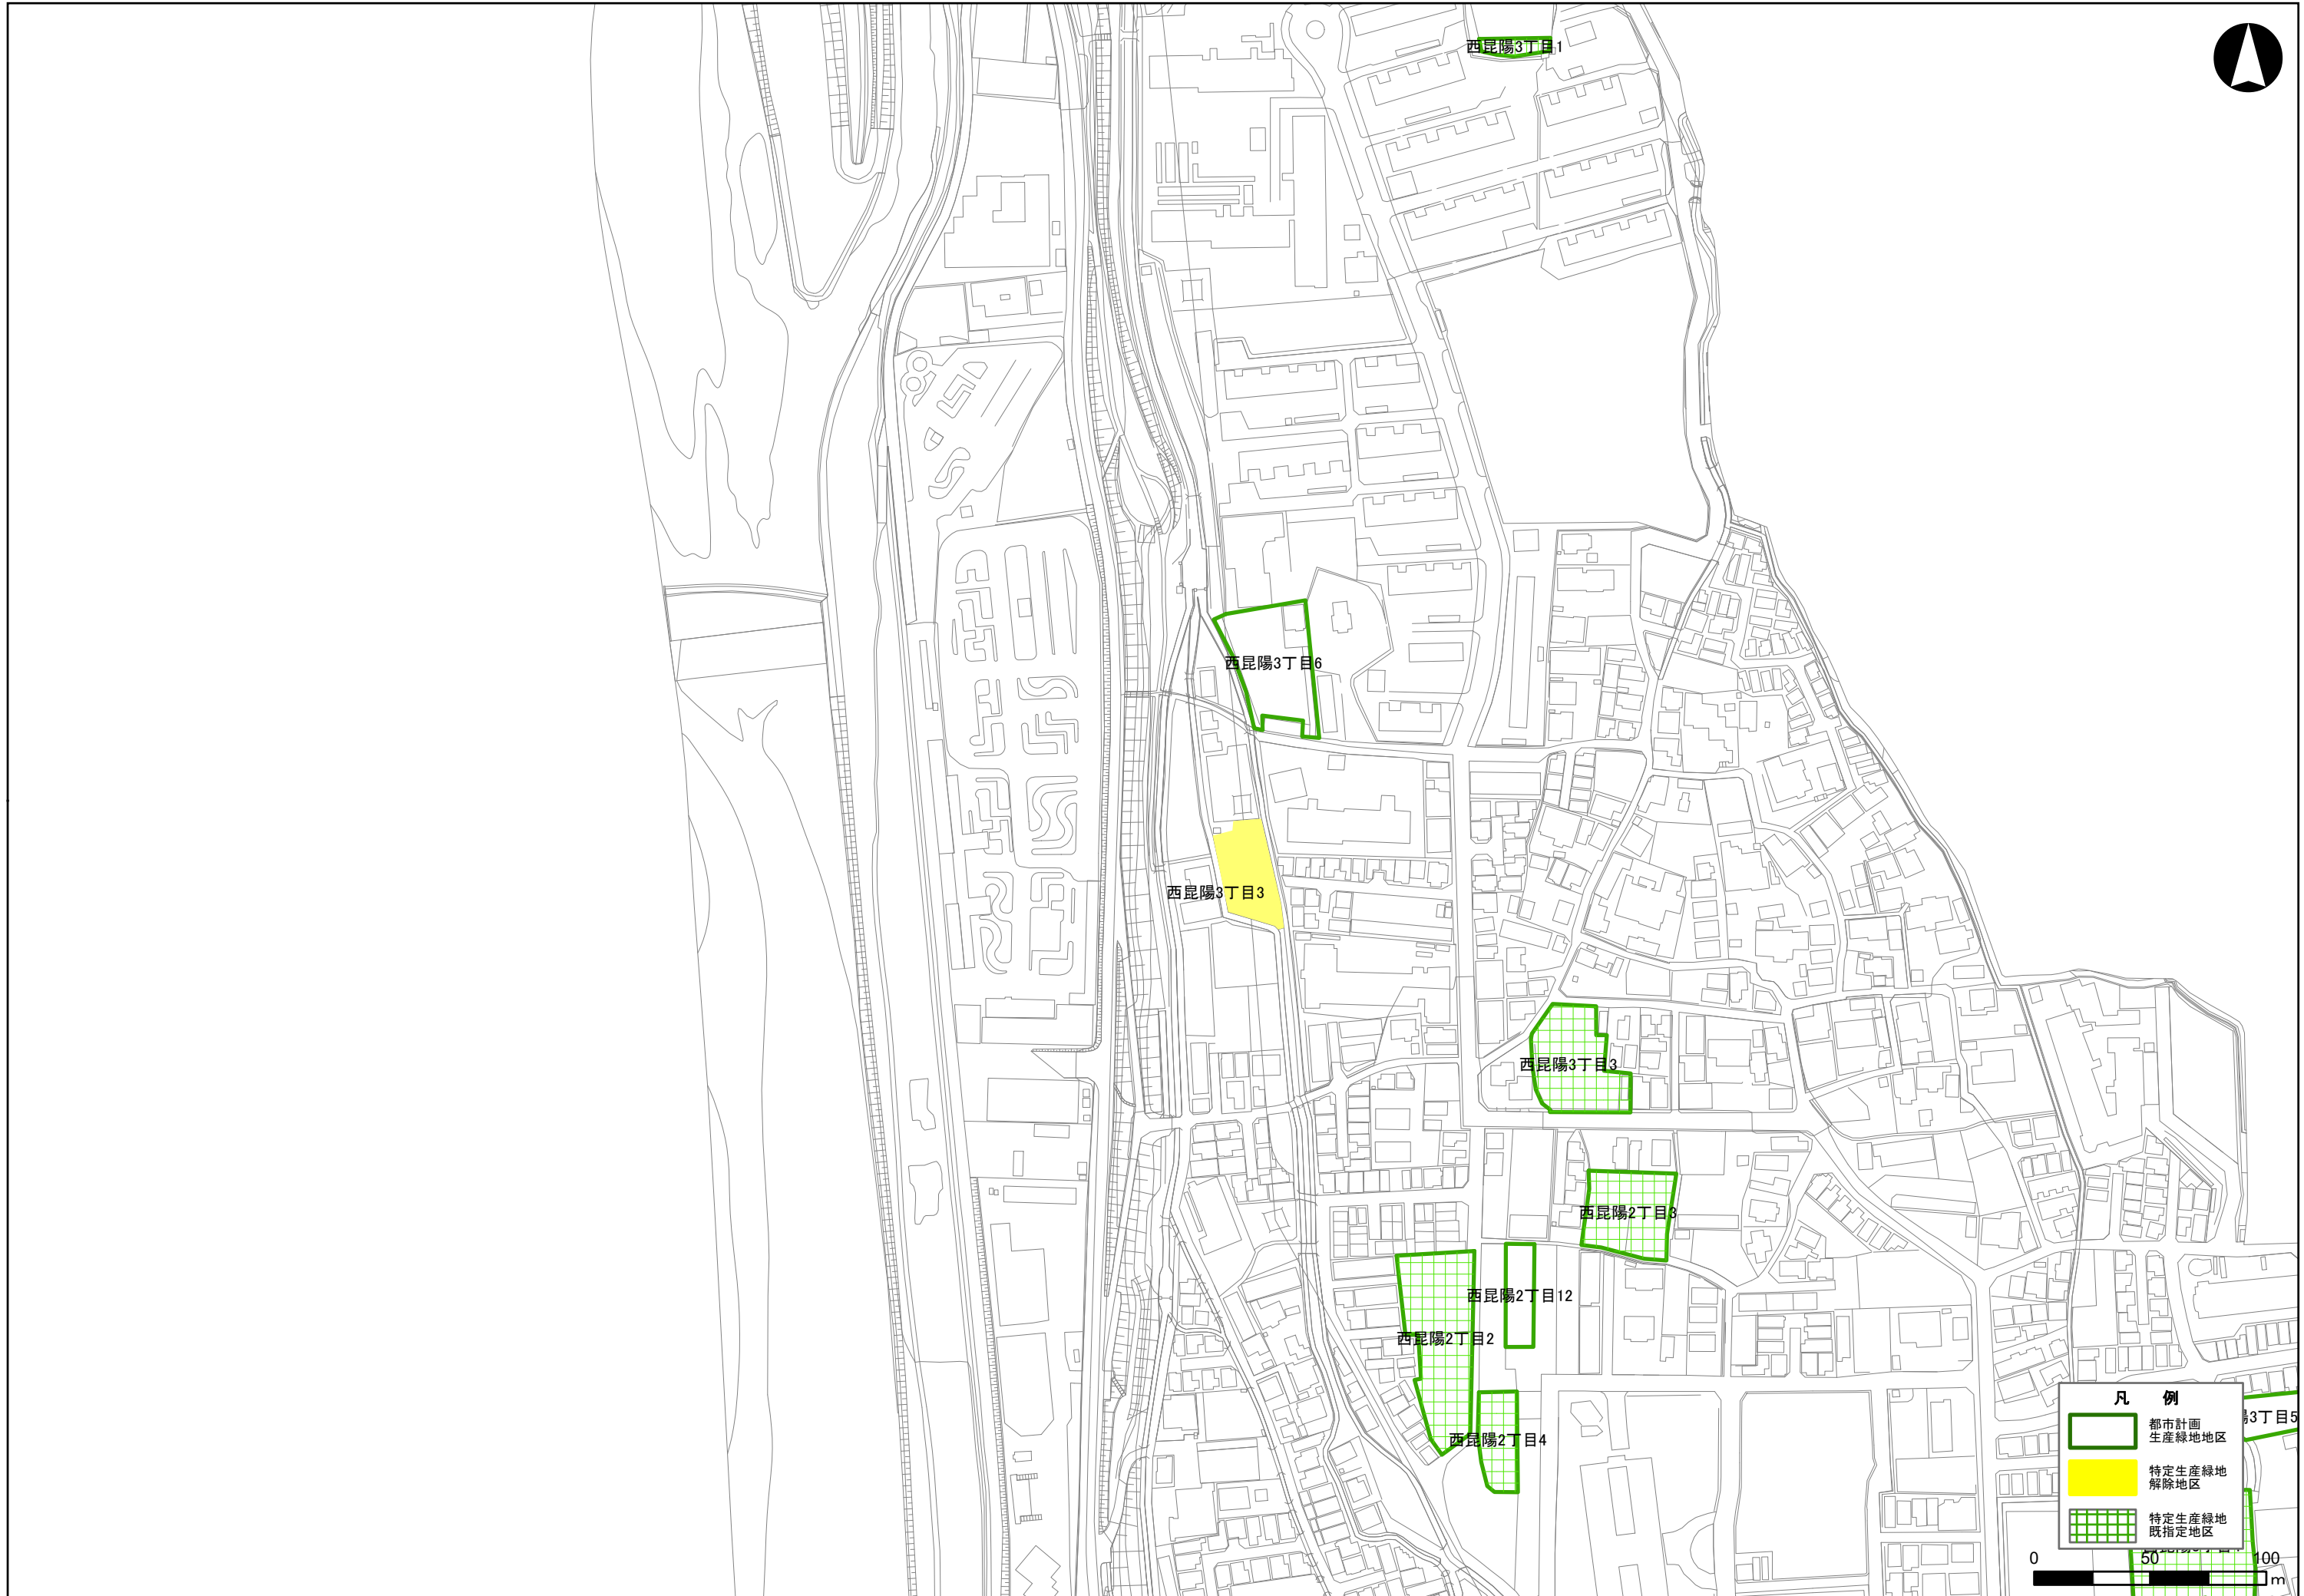 西昆陽3丁目1
西昆陽3丁目6
西昆陽3丁目3
西昆陽3丁目3
西昆陽2丁目3
西昆陽2丁目12
西昆陽2丁目2
西昆陽2丁目4
3丁目5
凡 例
都市計画
生産緑地地区
特定生産緑地
解除地区
特定生産緑地
既指定地区
0 50 100
m